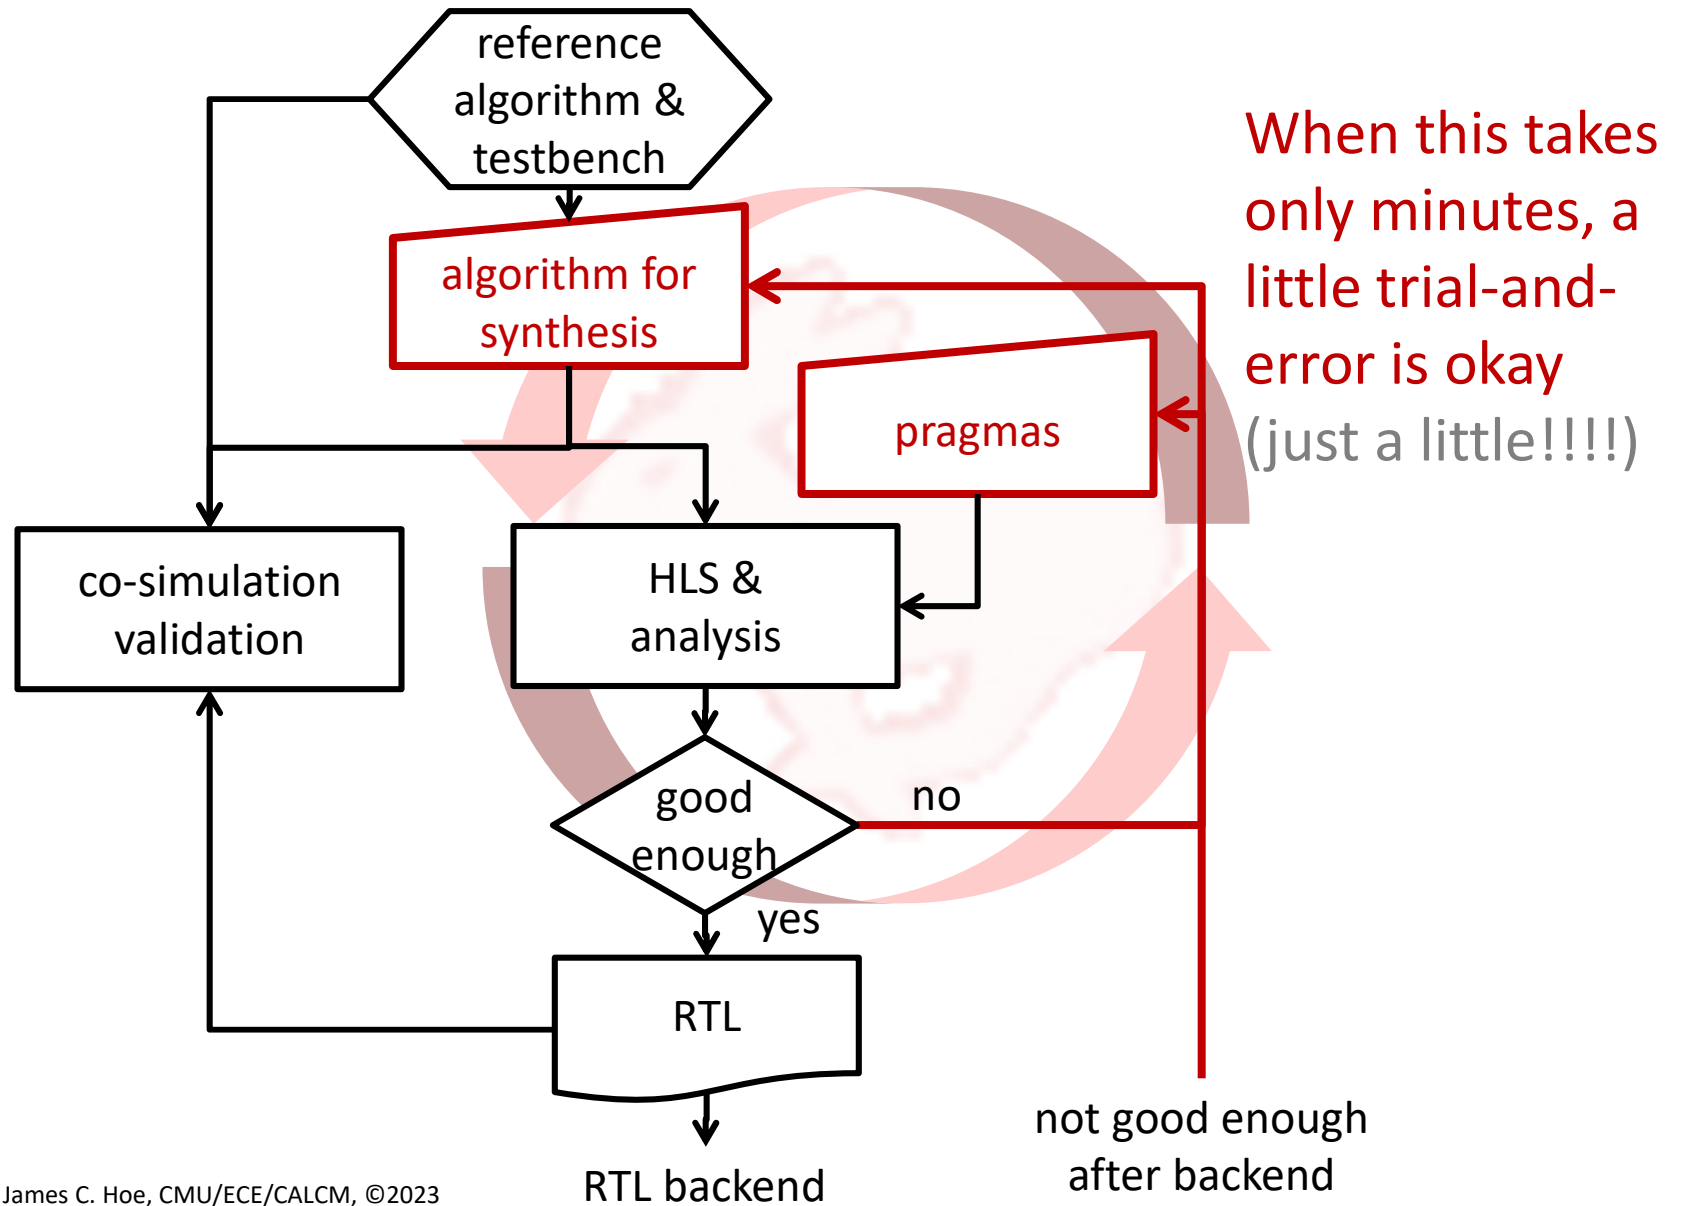 reference
algorithm &
testbench
When this takes
only minutes, a
little trial-and-
error is okay
(just a little!!!!)
algorithm for
synthesis
pragmas
co-simulation
validation
HLS &
analysis
good
enough
no
yes
RTL
not good enough
after backend
RTL backend
James C. Hoe, CMU/ECE/CALCM, ©2023